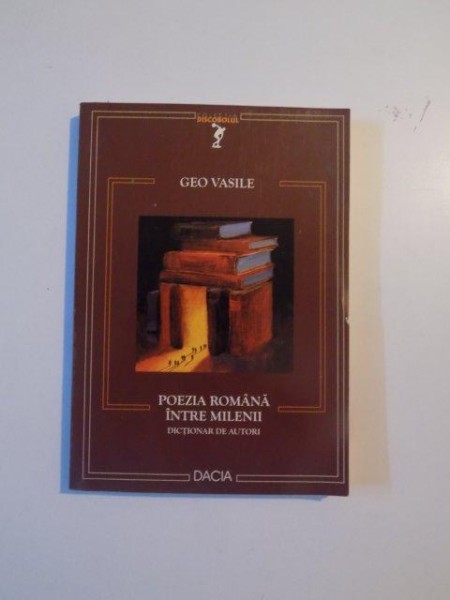 DISCOBOLUL
GEO VASILE
POEZIA ROMÂNĂ
ÎNTRE MILENII
DICȚIONAR DE AUTORI
DACIA